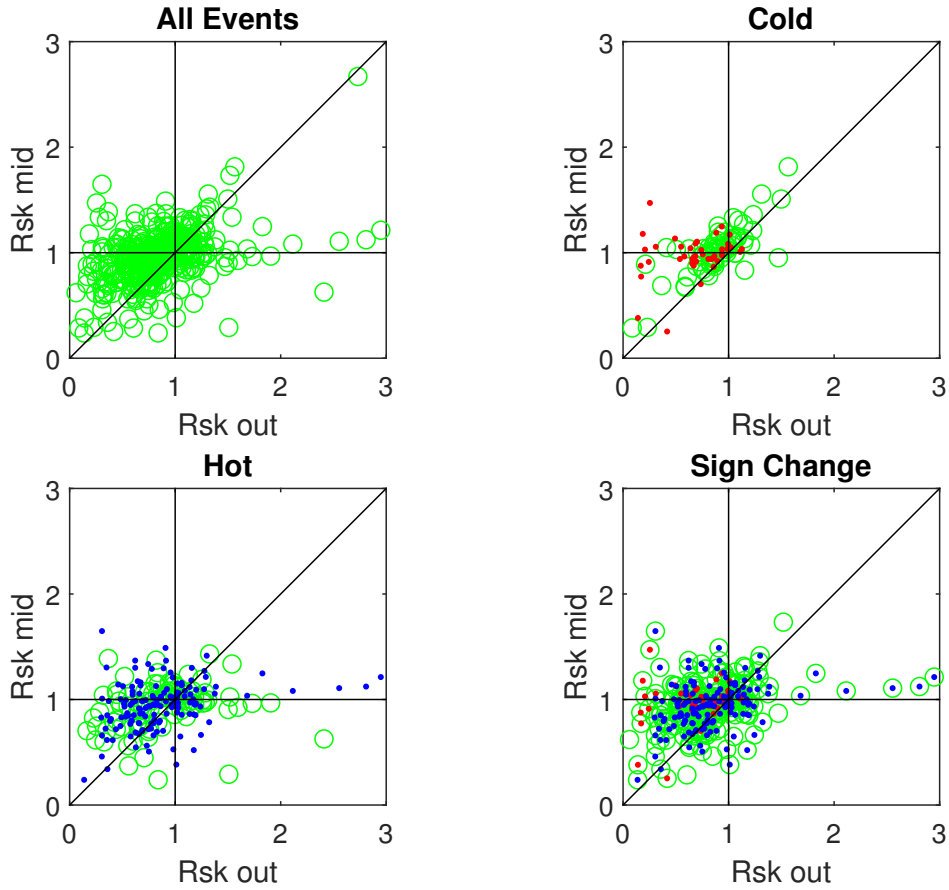 All Events
3
2
1
0
Rsk mid
0 1 2 3
Rsk out
Cold
3
2
1
0
Rsk mid
0 1 2 3
Rsk out
Hot
3
2
1
0
Rsk mid
0 1 2 3
Rsk out
Sign Change
3
2
1
0
Rsk mid
0 1 2 3
Rsk out